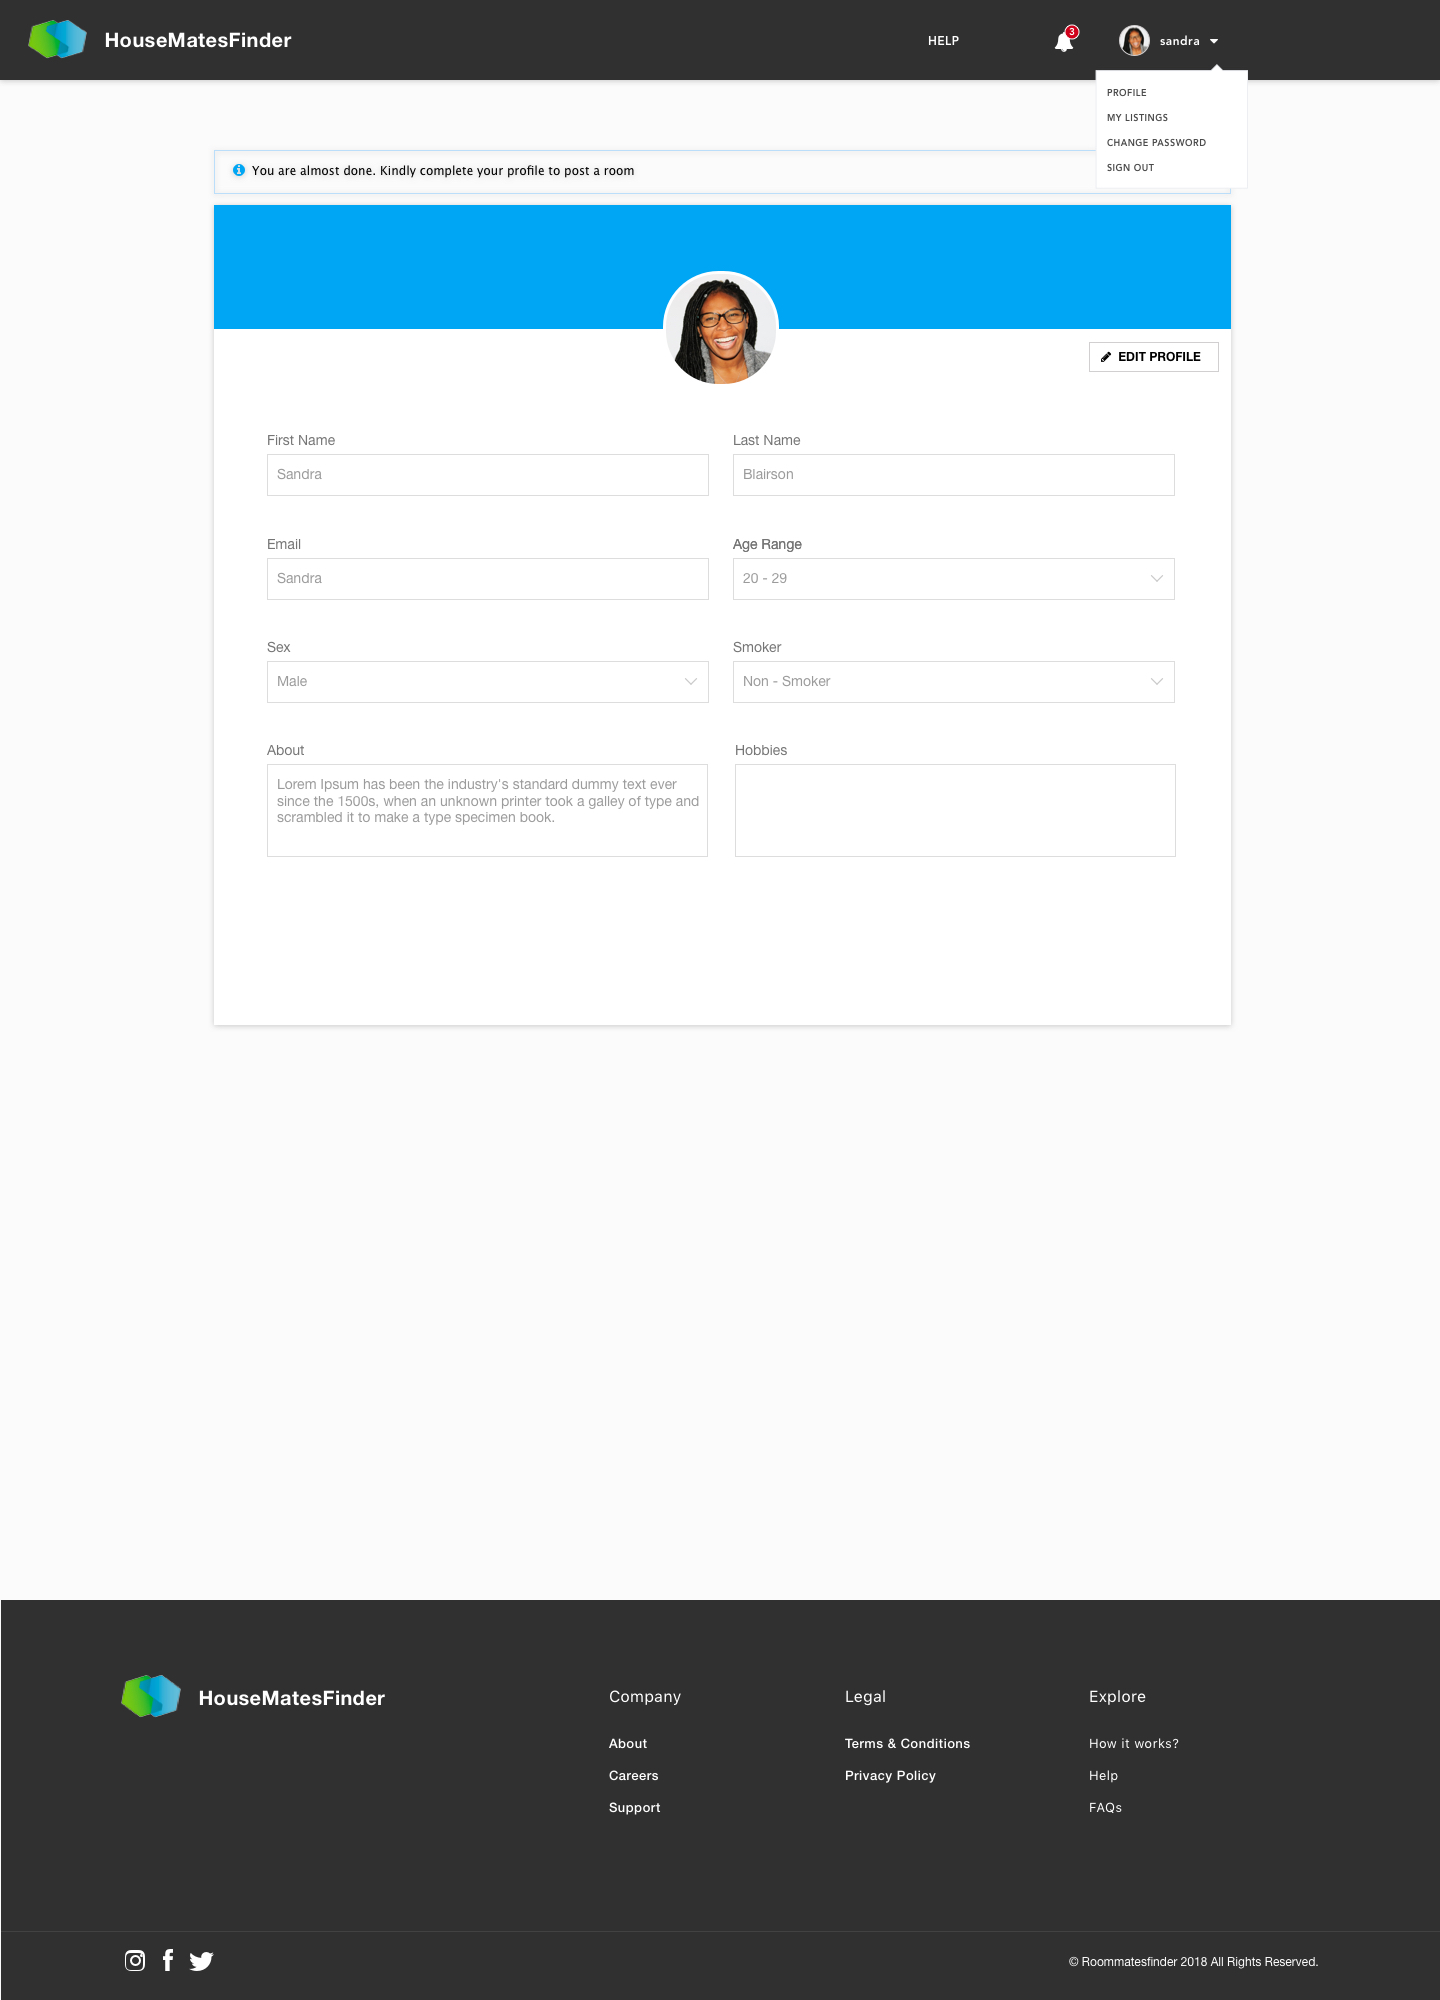 HouseMatesFinder
HELP
3
sandra
PROFILE
MY LISTINGS
CHANGE PASSWORD
SIGN OUT
You are almost done. Kindly complete your profile to post a room
EDIT PROFILE
First Name
Last Name
Sandra
Blairson
Email
Age Range
Sandra
20 - 29
Sex
Smoker
Male
Non - Smoker
About
Hobbies
Lorem Ipsum has been the industry's standard dummy text ever
since the 1500s, when an unknown printer took a galley of type and
scrambled it to make a type specimen book.
HouseMatesFinder
Company
About
Careers
Support
Legal
Terms & Conditions
Privacy Policy
Explore
How it works?
Help
FAQs
© Roommatesfinder 2018 All Rights Reserved.